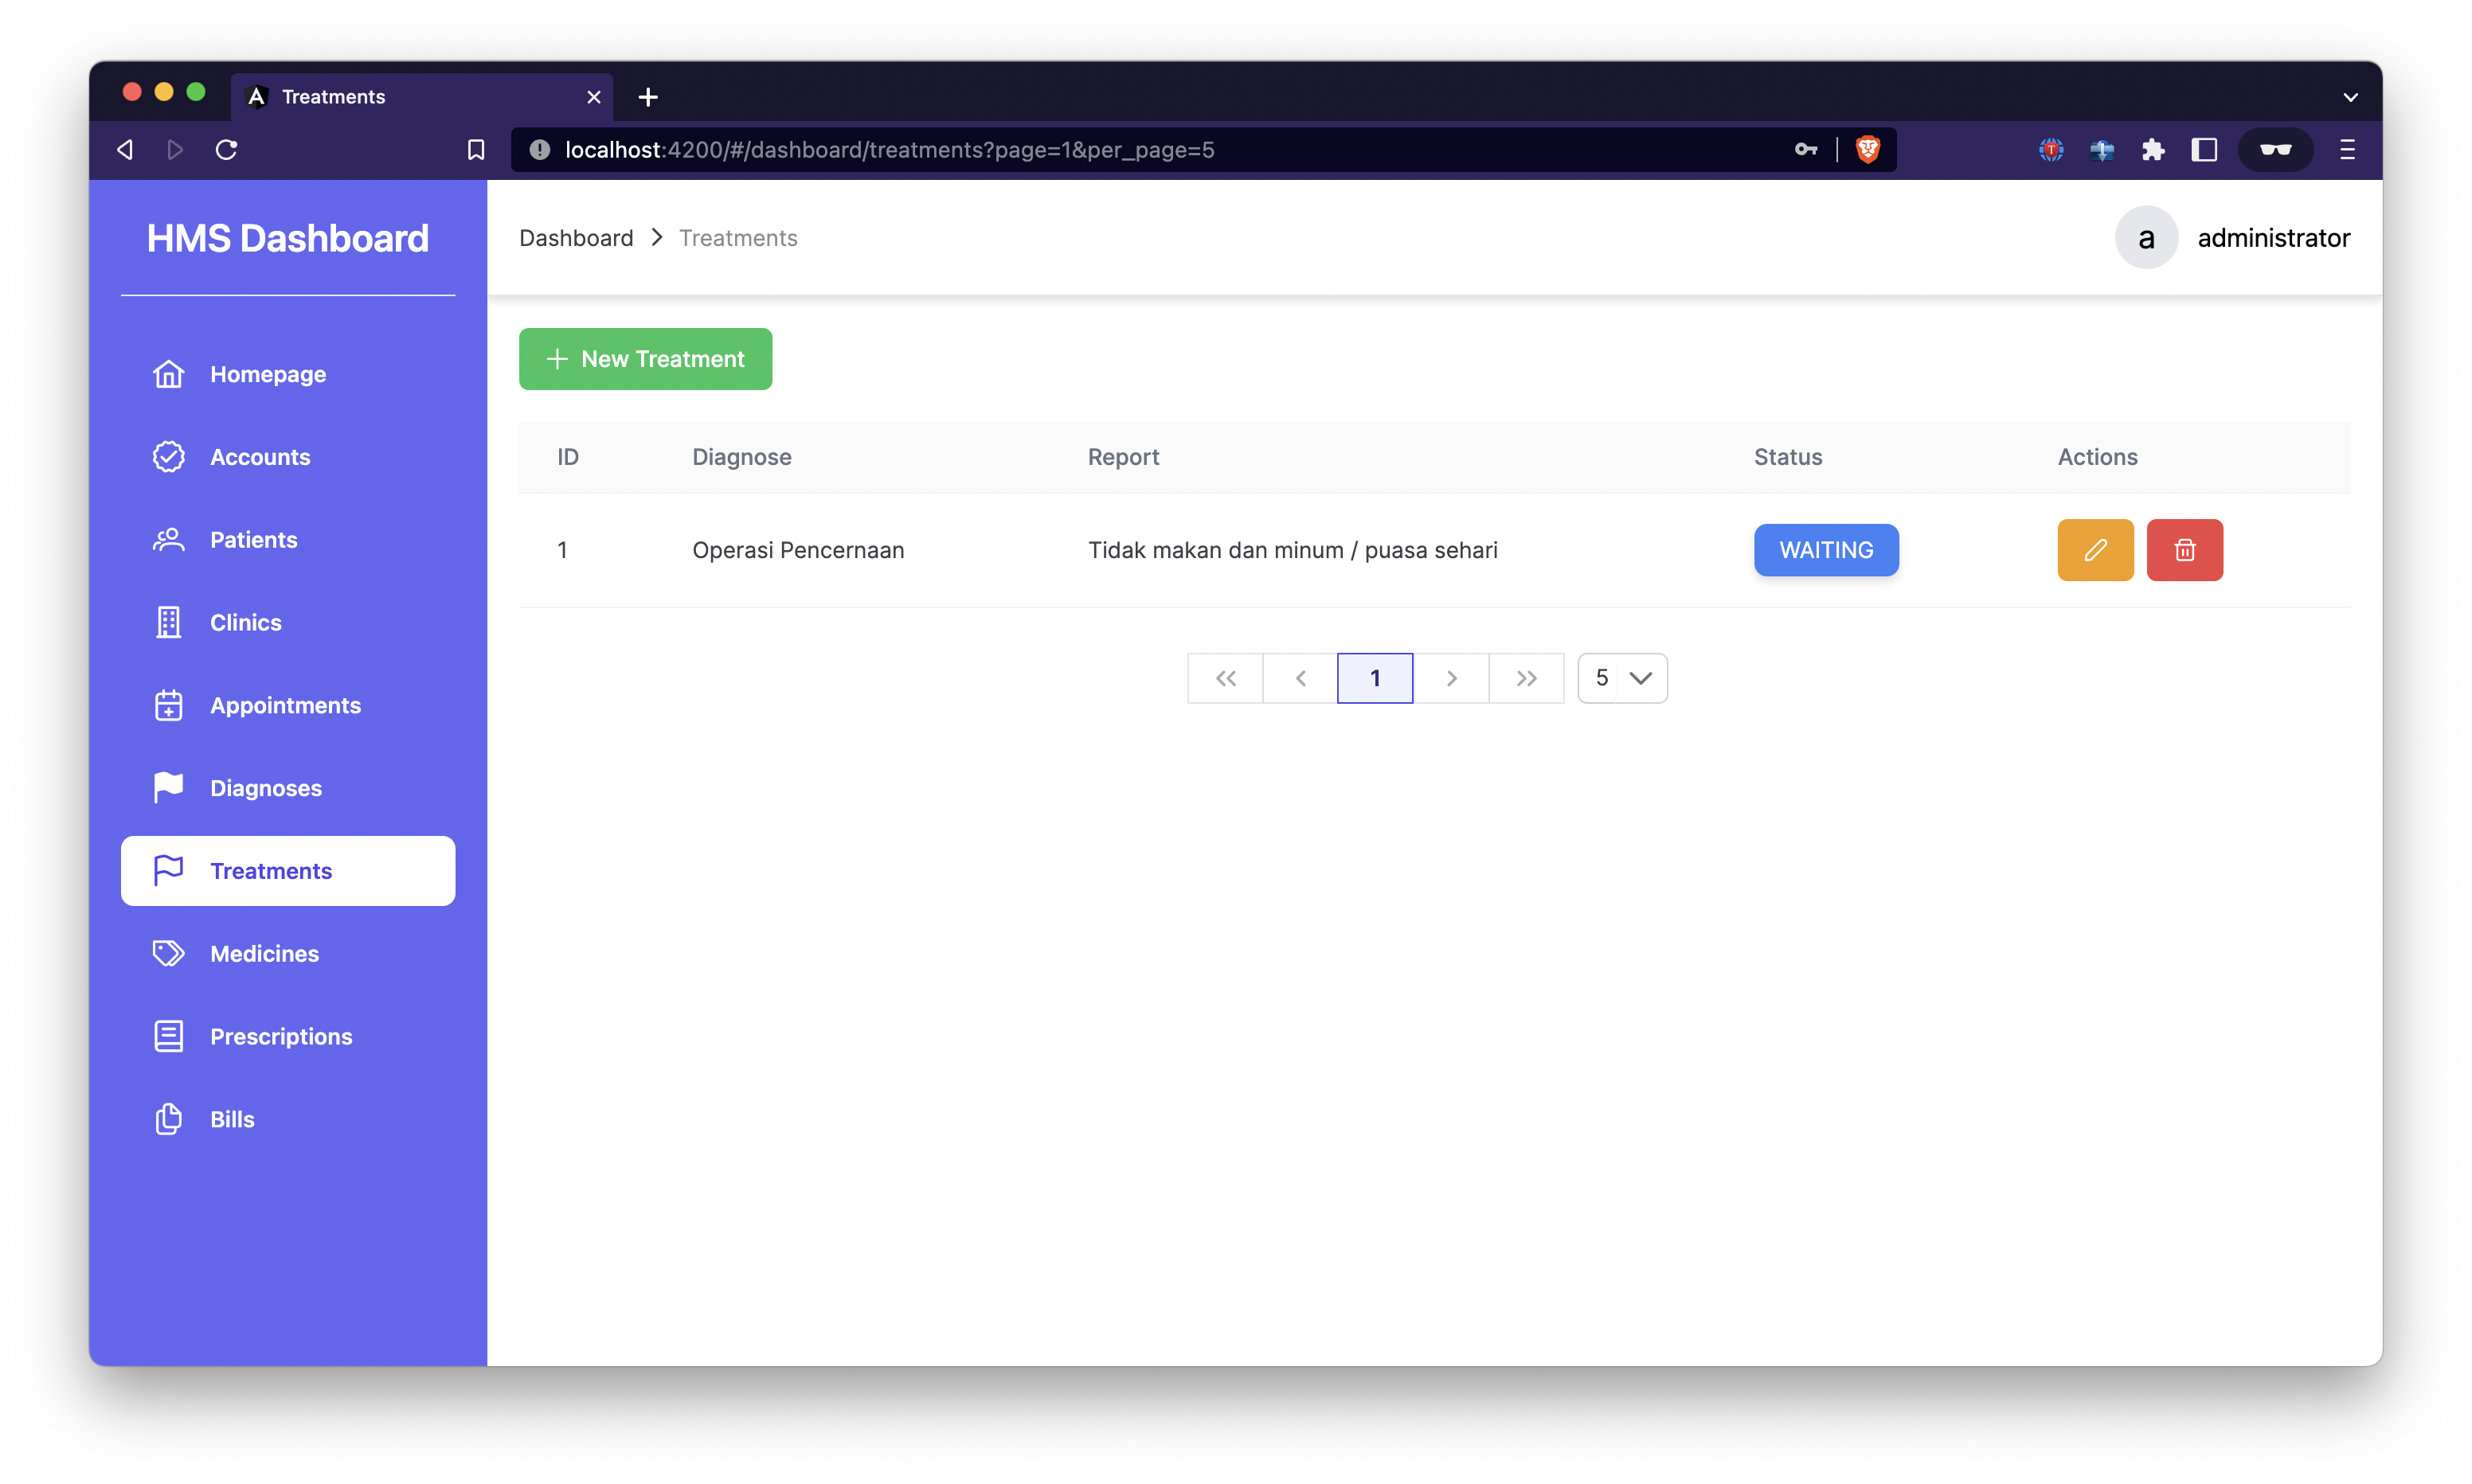 Treatments
localhost:4200/#/dashboard/treatments?page=1&per_page=5
HMS Dashboard
Dashboard Treatments
a administrator
Homepage
Accounts
Patients
Clinics
Appointments
Diagnoses
Treatments
Medicines
Prescriptions
Bills
New Treatment
ID Diagnose Report Status Actions
1 Operasi Pencernaan Tidak makan dan minum / puasa sehari WAITING
1 5